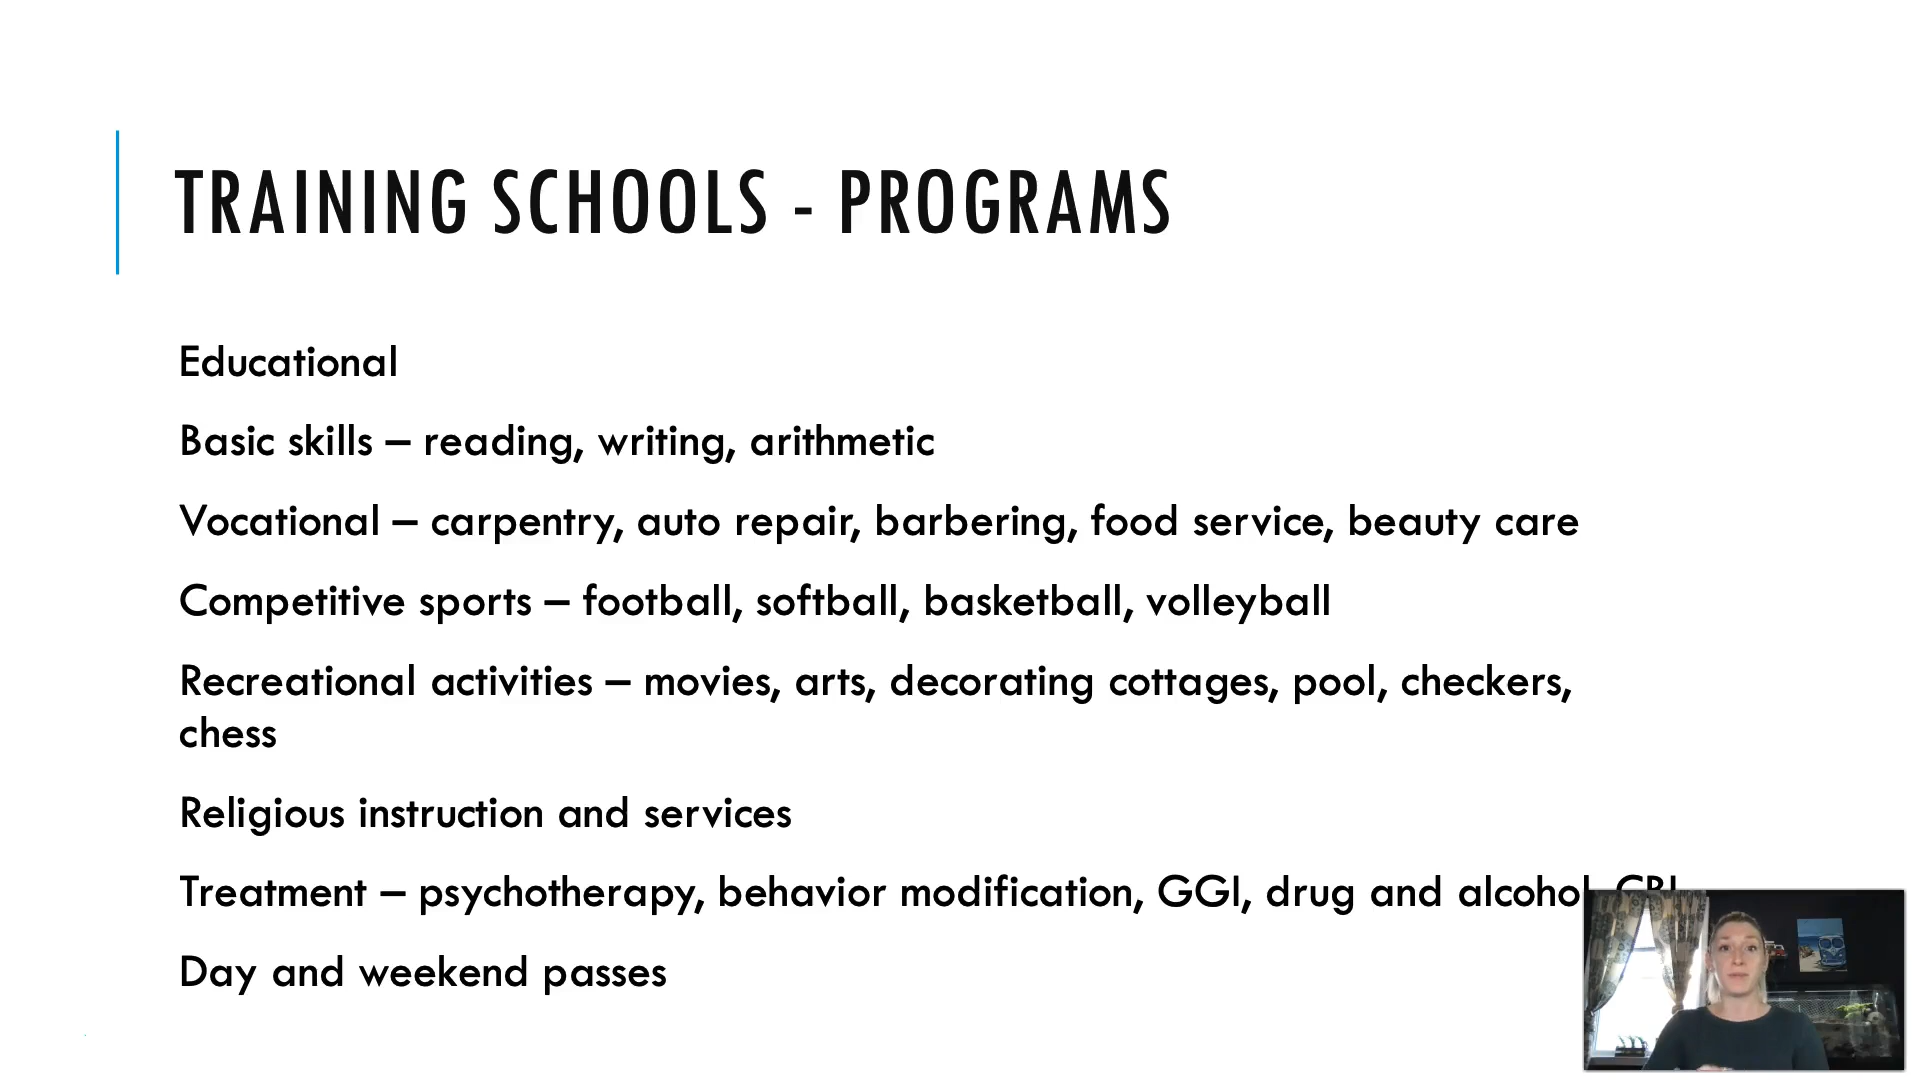 TRAINING SCHOOLS - PROGRAMS
Educational
Basic skills – reading, writing, arithmetic
Vocational – carpentry, auto repair, barbering, food service, beauty care
Competitive sports – football, softball, basketball, volleyball
Recreational activities – movies, arts, decorating cottages, pool, checkers,
chess
Religious instruction and services
Treatment – psychotherapy, behavior modification, GGI, drug and alcohol
Day and weekend passes